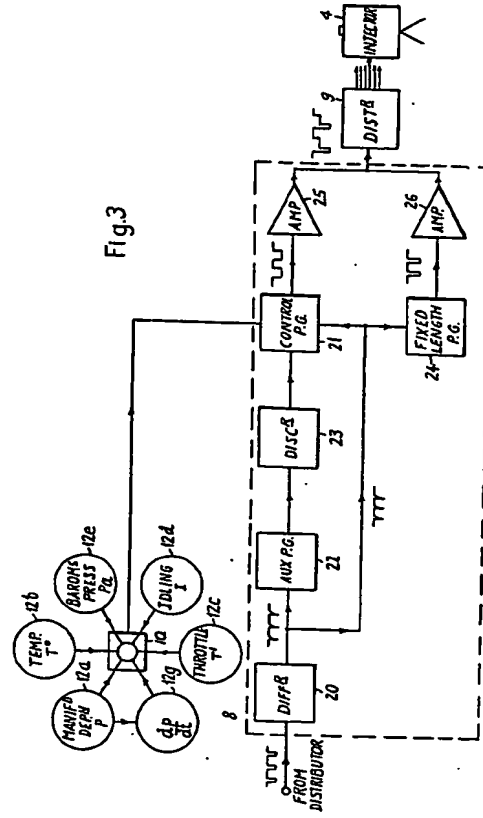 Fig.3
12b
TEMP.
T°
12e
BAROM?
PRESS
Pa
12a
MANIF?
DEPN
P
12d
IDLING
I
10
12g
dp
dt
12c
THROTTLE
T'
8
FROM
DISTRIBUTOR
DIFFR
20
AUX P.G.
22
DISCR
23
CONTROL
P.G.
21
AMP
25
FIXED
LENGTH
P.G.
24
AMP.
26
9
DISTR
4
INJECTOR